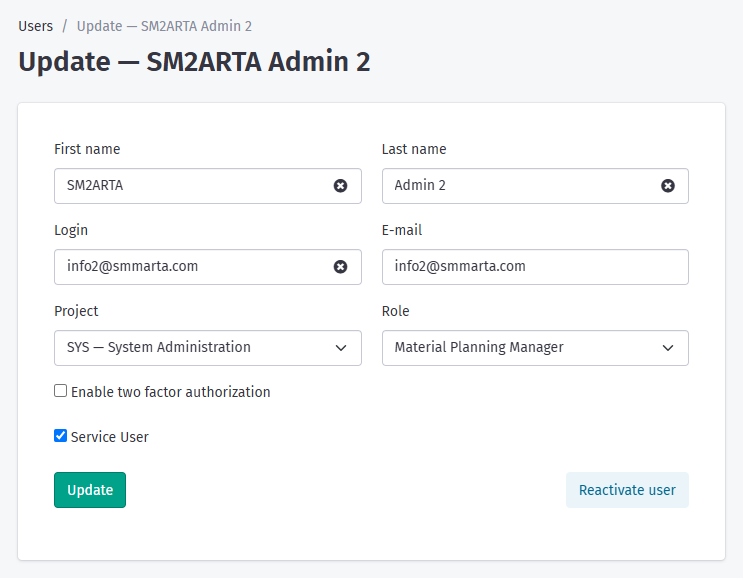 Users / Update — SM2ARTA Admin 2
Update — SM2ARTA Admin 2
First name Last name
SM2ARTA Admin 2
Login E-mail
info2@smmarta.com info2@smmarta.com
Project Role
SYS — System Administration Material Planning Manager
Enable two factor authorization
Service User
Update Reactivate user